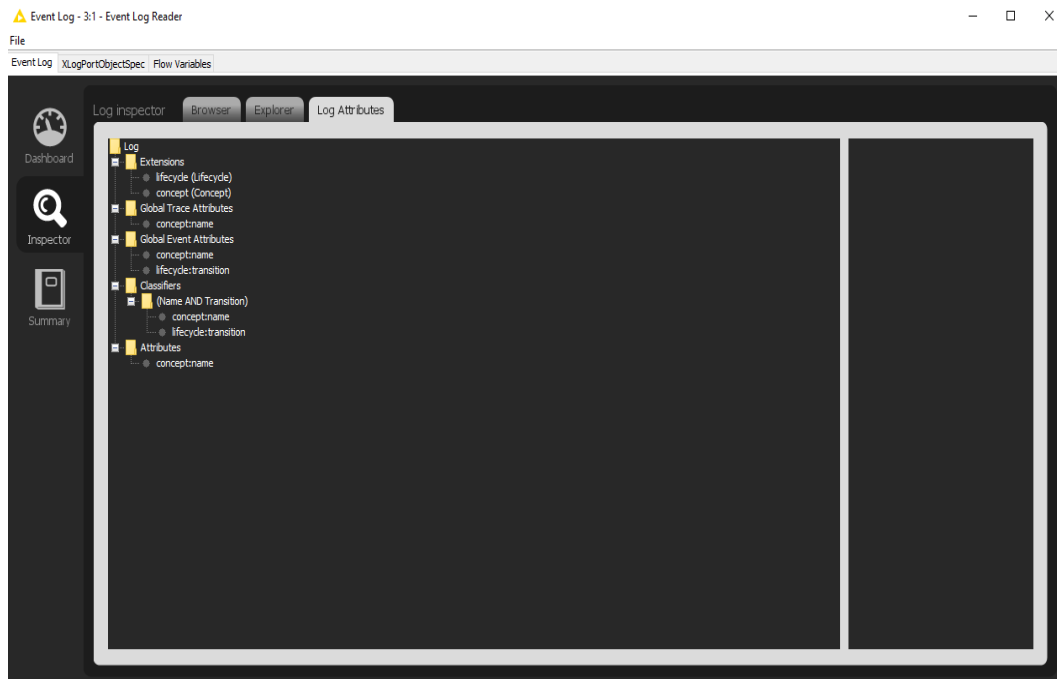 Event Log - 3:1 - Event Log Reader
File
Event Log XLogPortObjectSpec Flow Variables
Log inspector Browser Explorer Log Attributes
Dashboard
Inspector
Summary
Log
Extensions
lifecycle (Lifecycle)
concept (Concept)
Global Trace Attributes
concept:name
Global Event Attributes
concept:name
lifecycle:transition
Classifiers
(Name AND Transition)
concept:name
lifecycle:transition
Attributes
concept:name